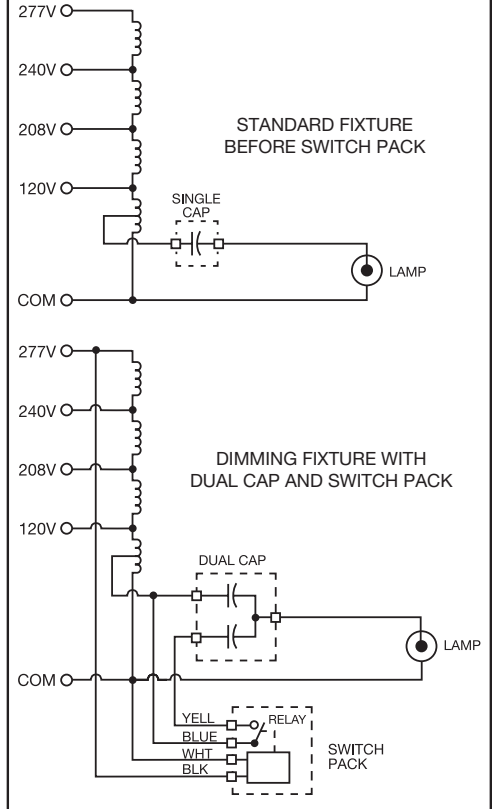 277V
240V
STANDARD FIXTURE
BEFORE SWITCH PACK
208V
120V
SINGLE
CAP
LAMP
COM
277V
240V
DIMMING FIXTURE WITH
DUAL CAP AND SWITCH PACK
208V
120V
DUAL CAP
LAMP
COM
YELL
RELAY
BLUE
WHT
BLK
SWITCH
PACK